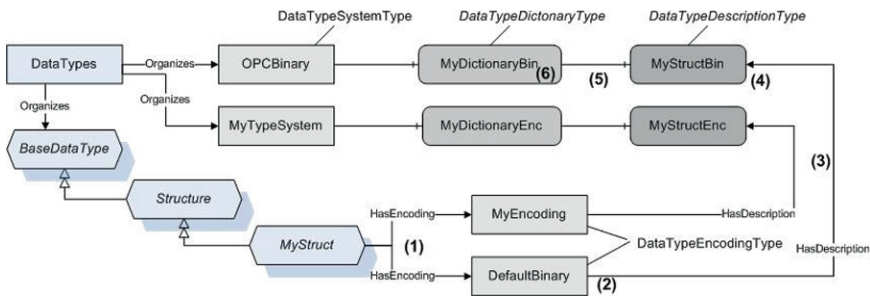 DataTypeSystemType
DataTypeDictonaryType
DataTypeDescriptionType
DataTypes
Organizes
OPCBinary
MyDictionaryBin
(6)
(5)
MyStructBin
(4)
Organizes
Organizes
MyTypeSystem
MyDictionaryEnc
MyStructEnc
BaseDataType
(3)
Structure
HasEncoding
MyEncoding
HasDescription
MyStruct
(1)
DataTypeEncodingType
HasDescription
HasEncoding
DefaultBinary
(2)